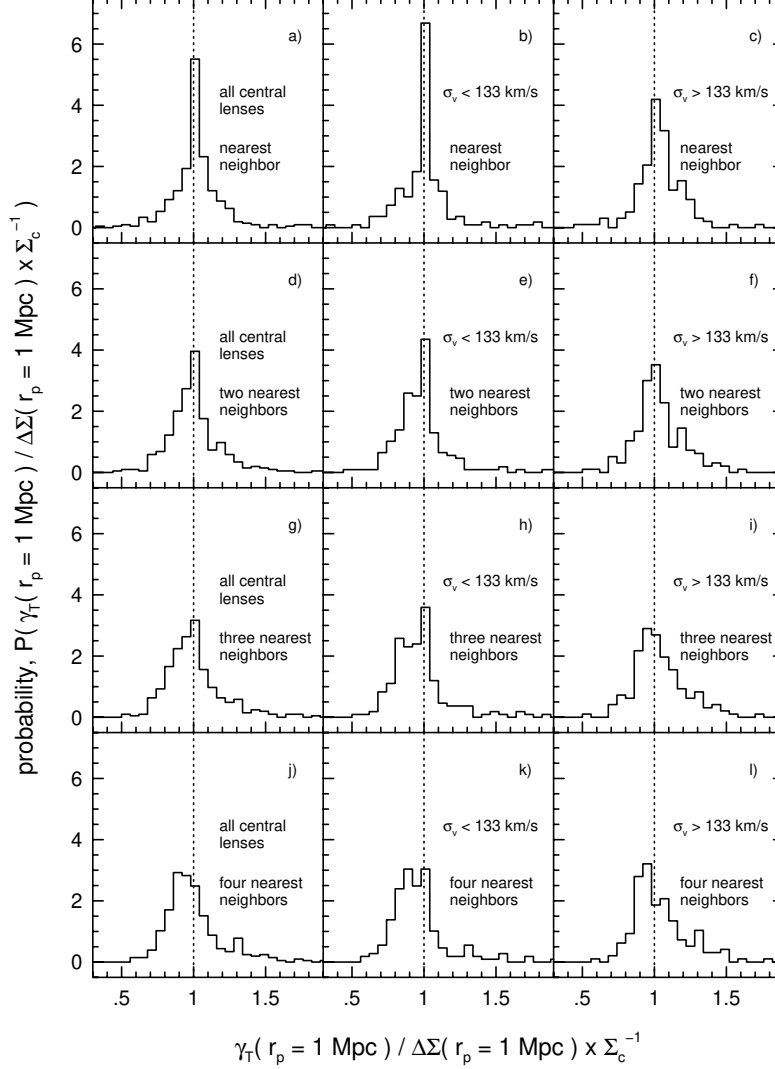 probability, P( γT( rp = 1 Mpc ) / ΔΣ( rp = 1 Mpc ) x Σc−1 )
a)
all central
lenses
nearest
neighbor
b)
σv < 133 km/s
nearest
neighbor
c)
σv > 133 km/s
nearest
neighbor
0
2
4
6
d)
all central
lenses
two nearest
neighbors
e)
σv < 133 km/s
two nearest
neighbors
f)
σv > 133 km/s
two nearest
neighbors
0
2
4
6
g)
all central
lenses
three nearest
neighbors
h)
σv < 133 km/s
three nearest
neighbors
i)
σv > 133 km/s
three nearest
neighbors
0
2
4
6
j)
all central
lenses
four nearest
neighbors
k)
σv < 133 km/s
four nearest
neighbors
l)
σv > 133 km/s
four nearest
neighbors
0
2
4
6
.5 1 1.5 .5 1 1.5 .5 1 1.5
γT( rp = 1 Mpc ) / ΔΣ( rp = 1 Mpc ) x Σc−1